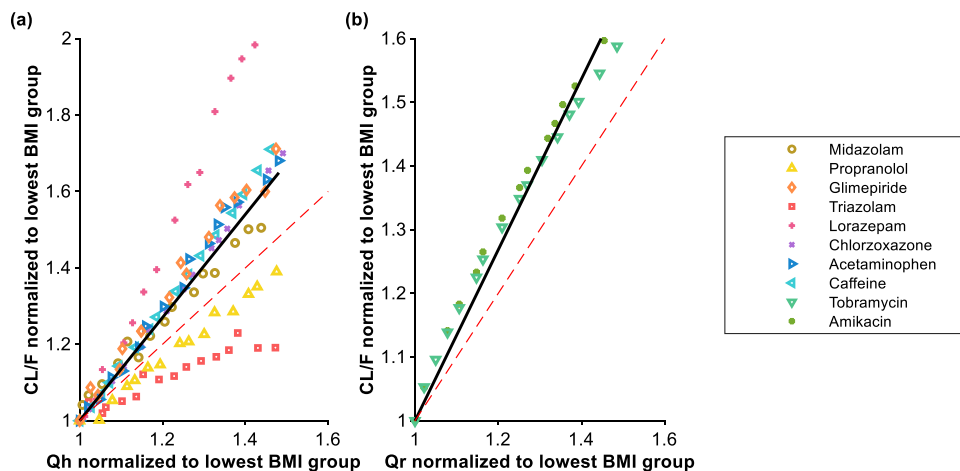 (a)
CL/F normalized to lowest BMI group
2
1.8
1.6
1.4
1.2
1
1
1.2
1.4
1.6
Qh normalized to lowest BMI group
(b)
CL/F normalized to lowest BMI group
1.6
1.5
1.4
1.3
1.2
1.1
1
1
1.2
1.4
1.6
Qr normalized to lowest BMI group
Midazolam
Propranolol
Glimepiride
Triazolam
Lorazepam
Chlorzoxazone
Acetaminophen
Caffeine
Tobramycin
Amikacin